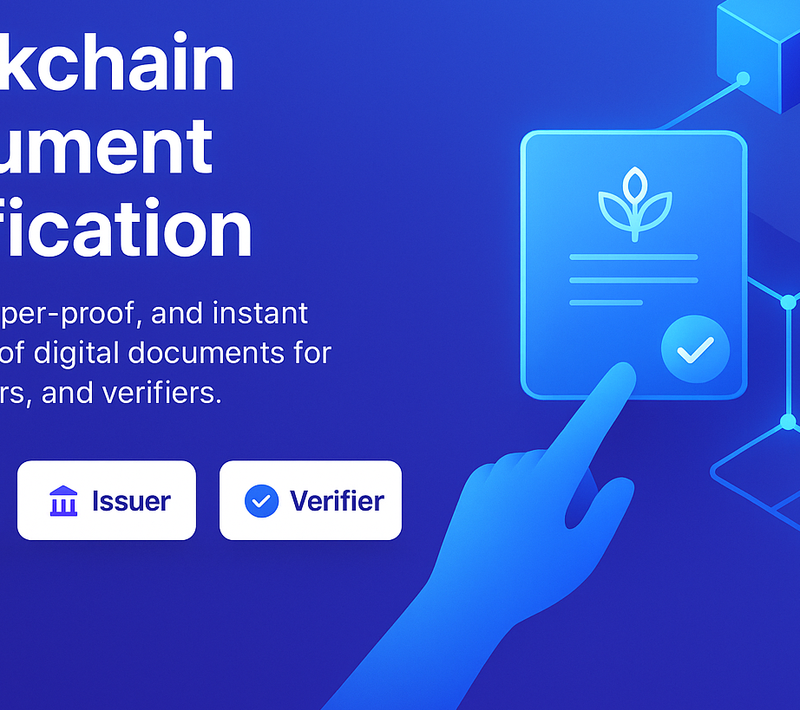 kchain
ument
fication
per-proof, and instant
of digital documents for
rs, and verifiers.
Issuer
Verifier